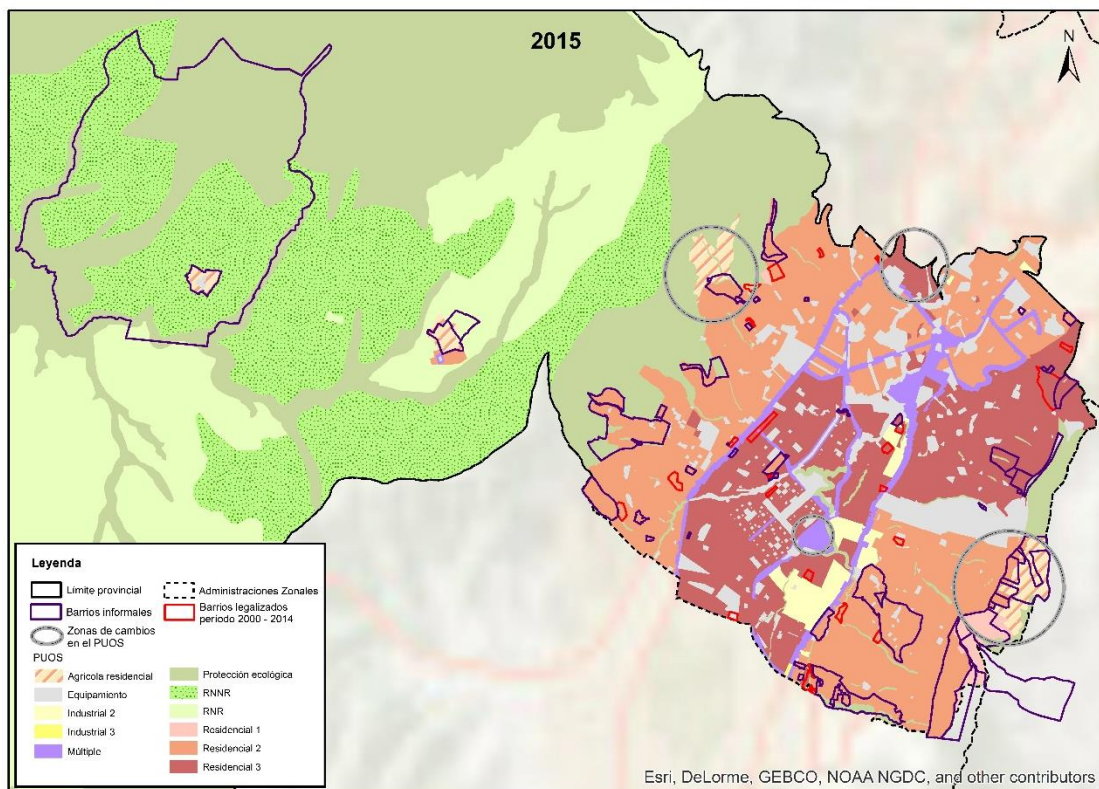 2015
N
Leyenda
Límite provincial
Administraciones Zonales
Barrios informales
Barrios legalizados
periodo 2000 - 2014
Zonas de cambios
en el PUOS
PUOS
Agrícola residencial
Equipamiento
Industrial 2
Industrial 3
Múltiple
Protección ecológica
RNNR
RNR
Residencial 1
Residencial 2
Residencial 3
Esri, DeLorme, GEBCO, NOAA NGDC, and other contributors